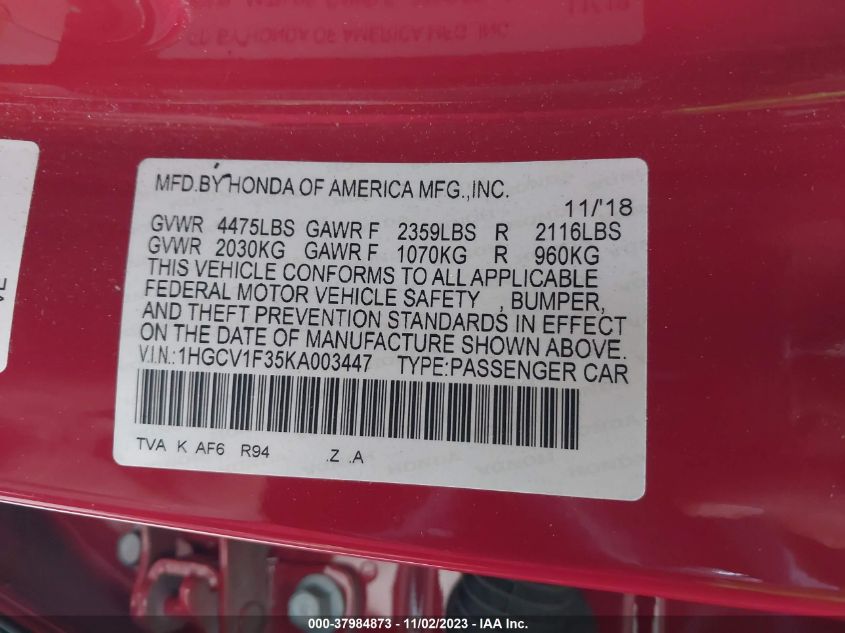 MFD.BY HONDA OF AMERICA MFG.,INC.
11/'18
GVWR 4475LBS GAWR F 2359LBS R 2116LBS
GVWR 2030KG GAWR F 1070KG R 960KG
THIS VEHICLE CONFORMS TO ALL APPLICABLE
FEDERAL MOTOR VEHICLE SAFETY , BUMPER,
AND THEFT PREVENTION STANDARDS IN EFFECT
ON THE DATE OF MANUFACTURE SHOWN ABOVE.
V.I.N.:1HGCV1F35KA003447 TYPE:PASSENGER CAR
TVA K AF6 R94 .Z .A
000-37984873 - 11/02/2023 - IAAI.com